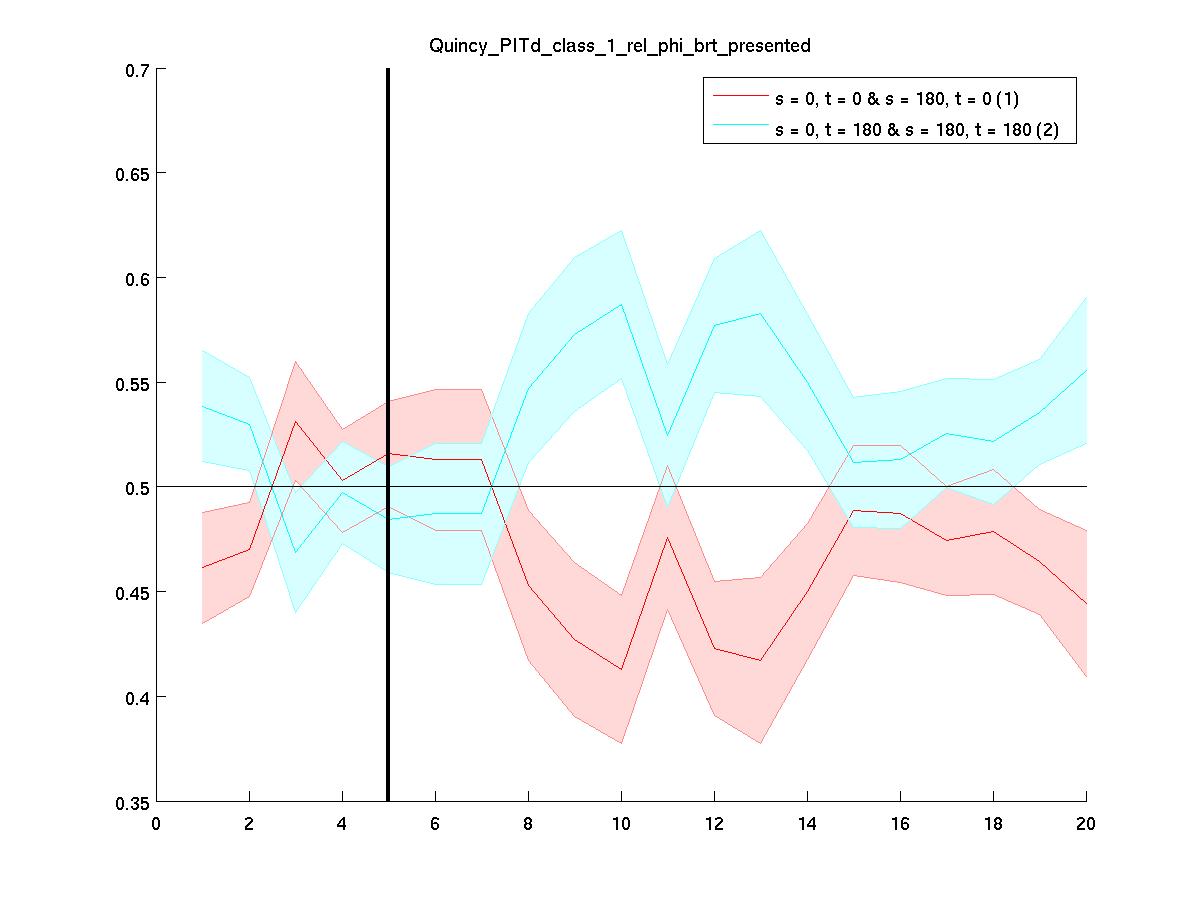 Quincy_PITd_class_1_rel_phi_brt_presented
0.7
s = 0, t = 0 & s = 180, t = 0 (1)
s = 0, t = 180 & s = 180, t = 180 (2)
0.65
0.6
0.55
0.5
0.45
0.4
0.35
0 2 4 6 8 10 12 14 16 18 20